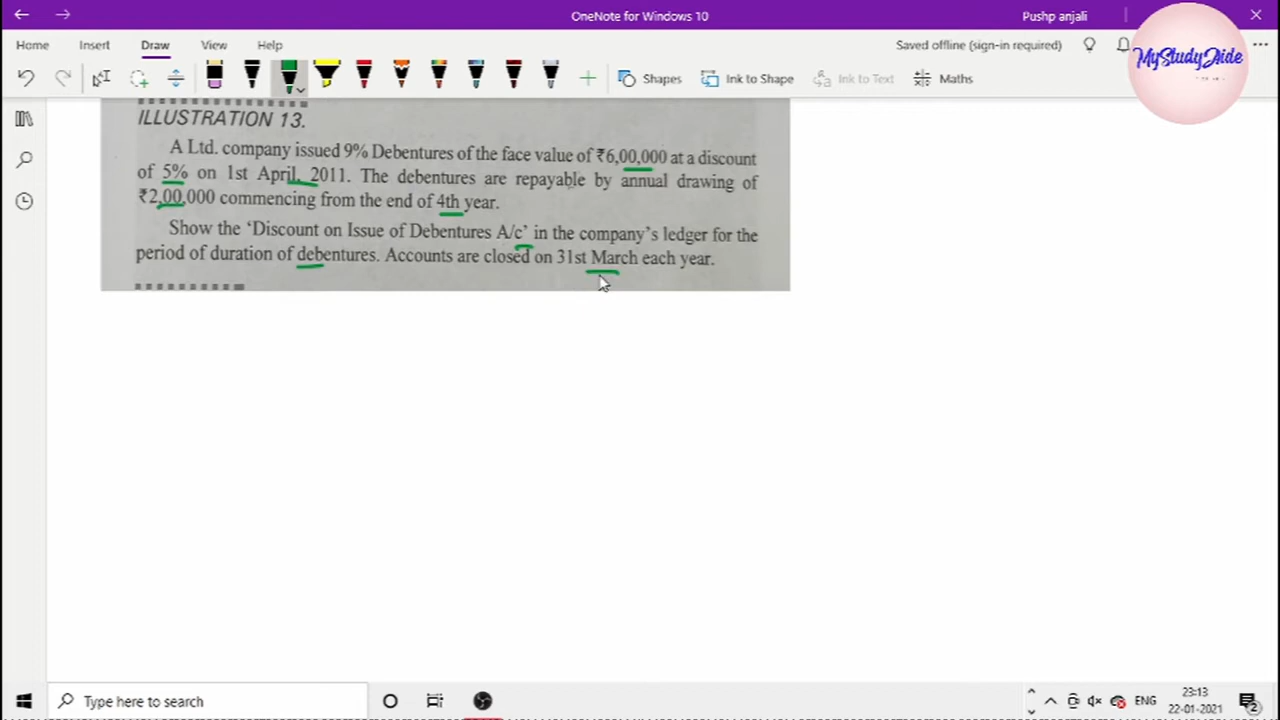 OneNote for Windows 10
Pushp anjali
Home Insert Draw View Help
Saved offline (sign-in required)
MyStudyAide
Shapes Ink to Shape Ink to Text Maths
ILLUSTRATION 13.
A Ltd. company issued 9% Debentures of the face value of ₹6,00,000 at a discount
of 5% on 1st April, 2011. The debentures are repayable by annual drawing of
₹2,00,000 commencing from the end of 4th year.
Show the ‘Discount on Issue of Debentures A/c’ in the company’s ledger for the
period of duration of debentures. Accounts are closed on 31st March each year.
Type here to search
ENG
23:13
22-01-2021
2